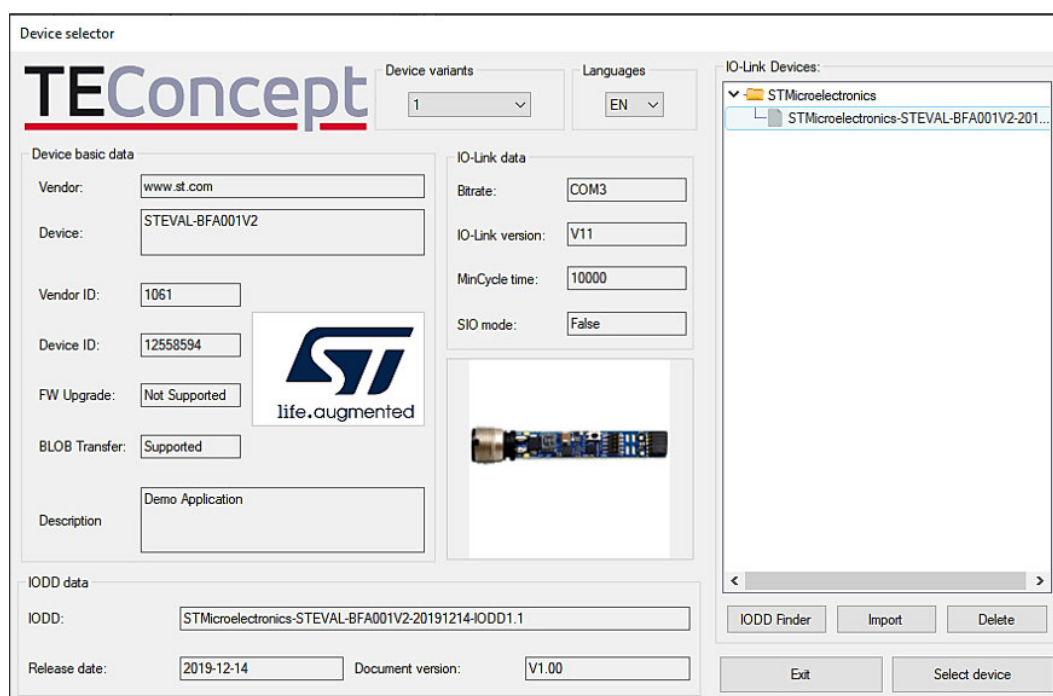 Device selector
TEConcept
Device variants
1
Languages
EN
Device basic data
Vendor:
www.st.com
Device:
STEVAL-BFA001V2
Vendor ID:
1061
Device ID:
12558594
FW Upgrade:
Not Supported
BLOB Transfer:
Supported
Description
Demo Application
ST
life.augmented
IO-Link data
Bitrate:
COM3
IO-Link version:
V11
MinCycle time:
10000
SIO mode:
False
IODD data
IODD:
STMicroelectronics-STEVAL-BFA001V2-20191214-IODD1.1
Release date:
2019-12-14
Document version:
V1.00
IO-Link Devices:
STMicroelectronics
STMicroelectronics-STEVAL-BFA001V2-201...
IODD Finder
Import
Delete
Exit
Select device